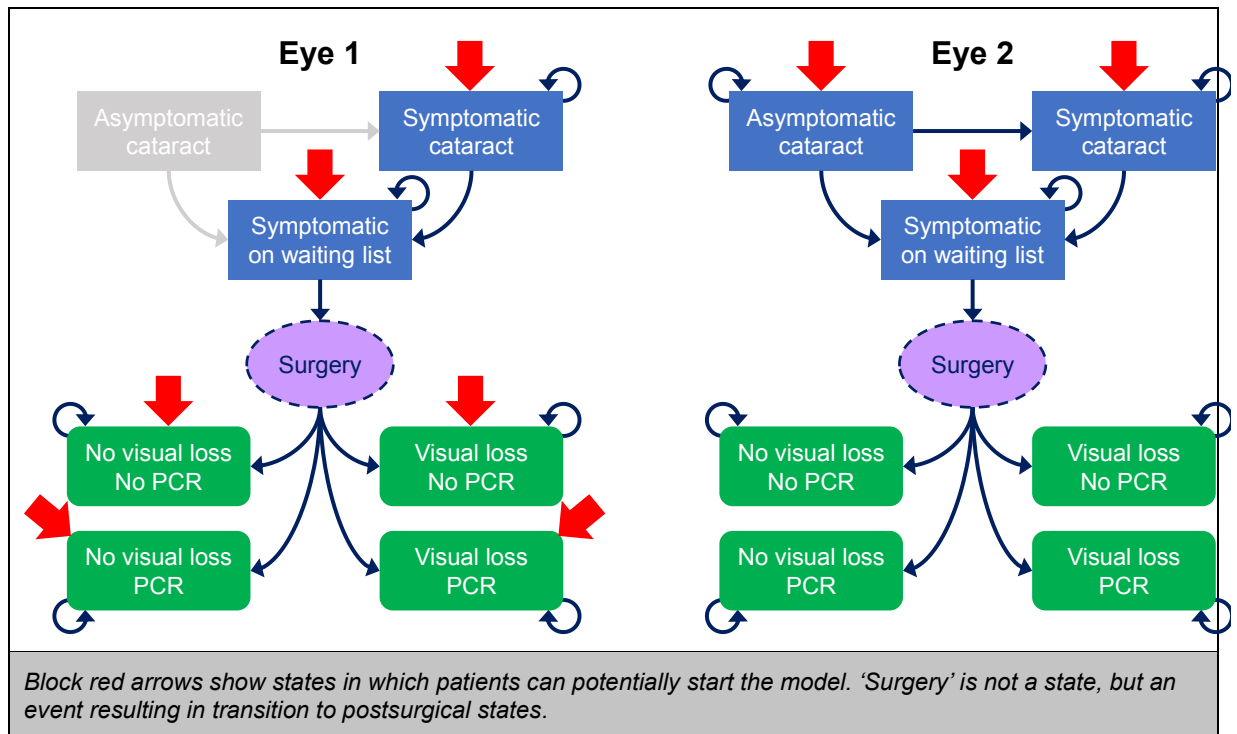 Eye 1
Asymptomatic
cataract
Symptomatic
cataract
Symptomatic
on waiting list
Surgery
No visual loss
No PCR
Visual loss
No PCR
No visual loss
PCR
Visual loss
PCR
Eye 2
Asymptomatic
cataract
Symptomatic
cataract
Symptomatic
on waiting list
Surgery
No visual loss
No PCR
Visual loss
No PCR
No visual loss
PCR
Visual loss
PCR
Block red arrows show states in which patients can potentially start the model. ‘Surgery’ is not a state, but an
event resulting in transition to postsurgical states.